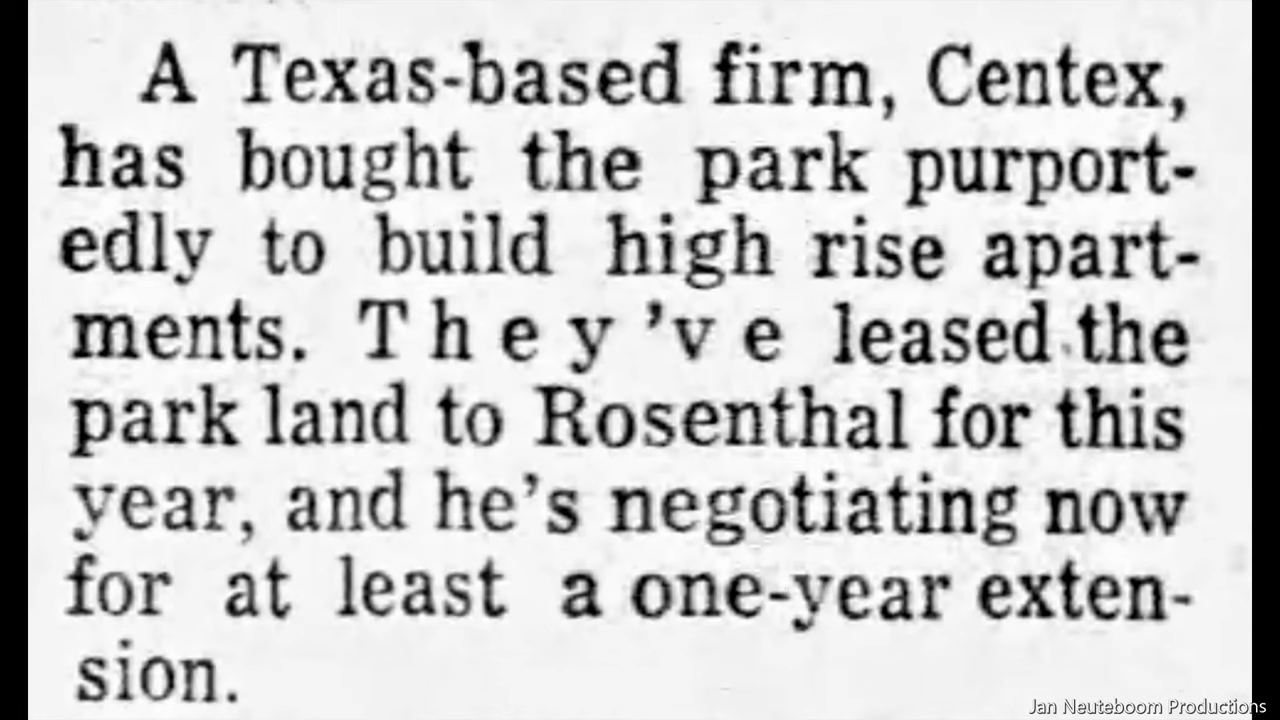 A Texas-based firm, Centex,
has bought the park purport-
edly to build high rise apart-
ments. They've leased the
park land to Rosenthal for this
year, and he's negotiating now
for at least a one-year exten-
sion.
Jan Neuteboom Productions